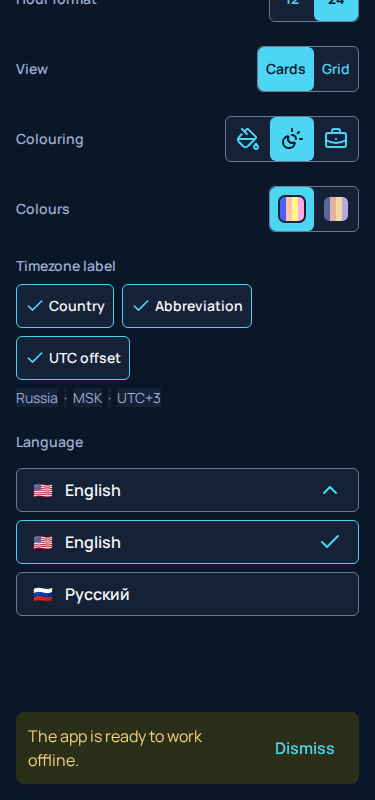 Hour format 12 24
View Cards Grid
Colouring
Colours
Timezone label
Country Abbreviation
UTC offset
Russia · MSK · UTC+3
Language
English
English
Русский
The app is ready to work
offline.
Dismiss